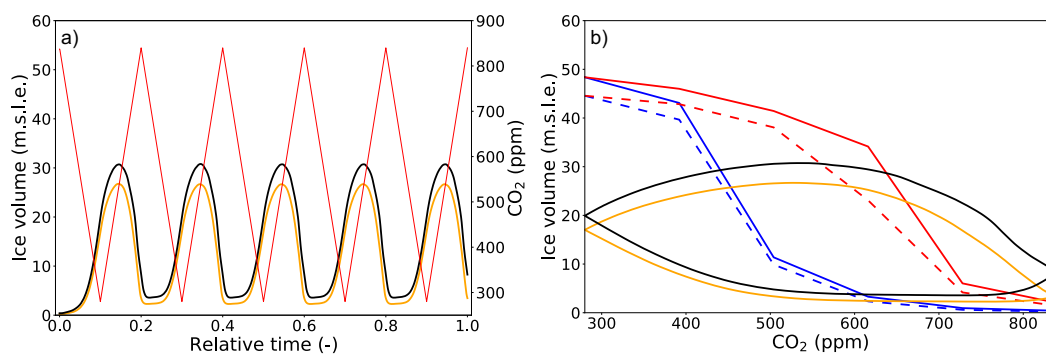 a)
Ice volume (m.s.l.e.)
60
50
40
30
20
10
0
0.0 0.2 0.4 0.6 0.8 1.0
Relative time (-)
900
800
700
600
500
400
300
CO₂ (ppm)
b)
Ice volume (m.s.l.e.)
60
50
40
30
20
10
0
300 400 500 600 700 800
CO₂ (ppm)